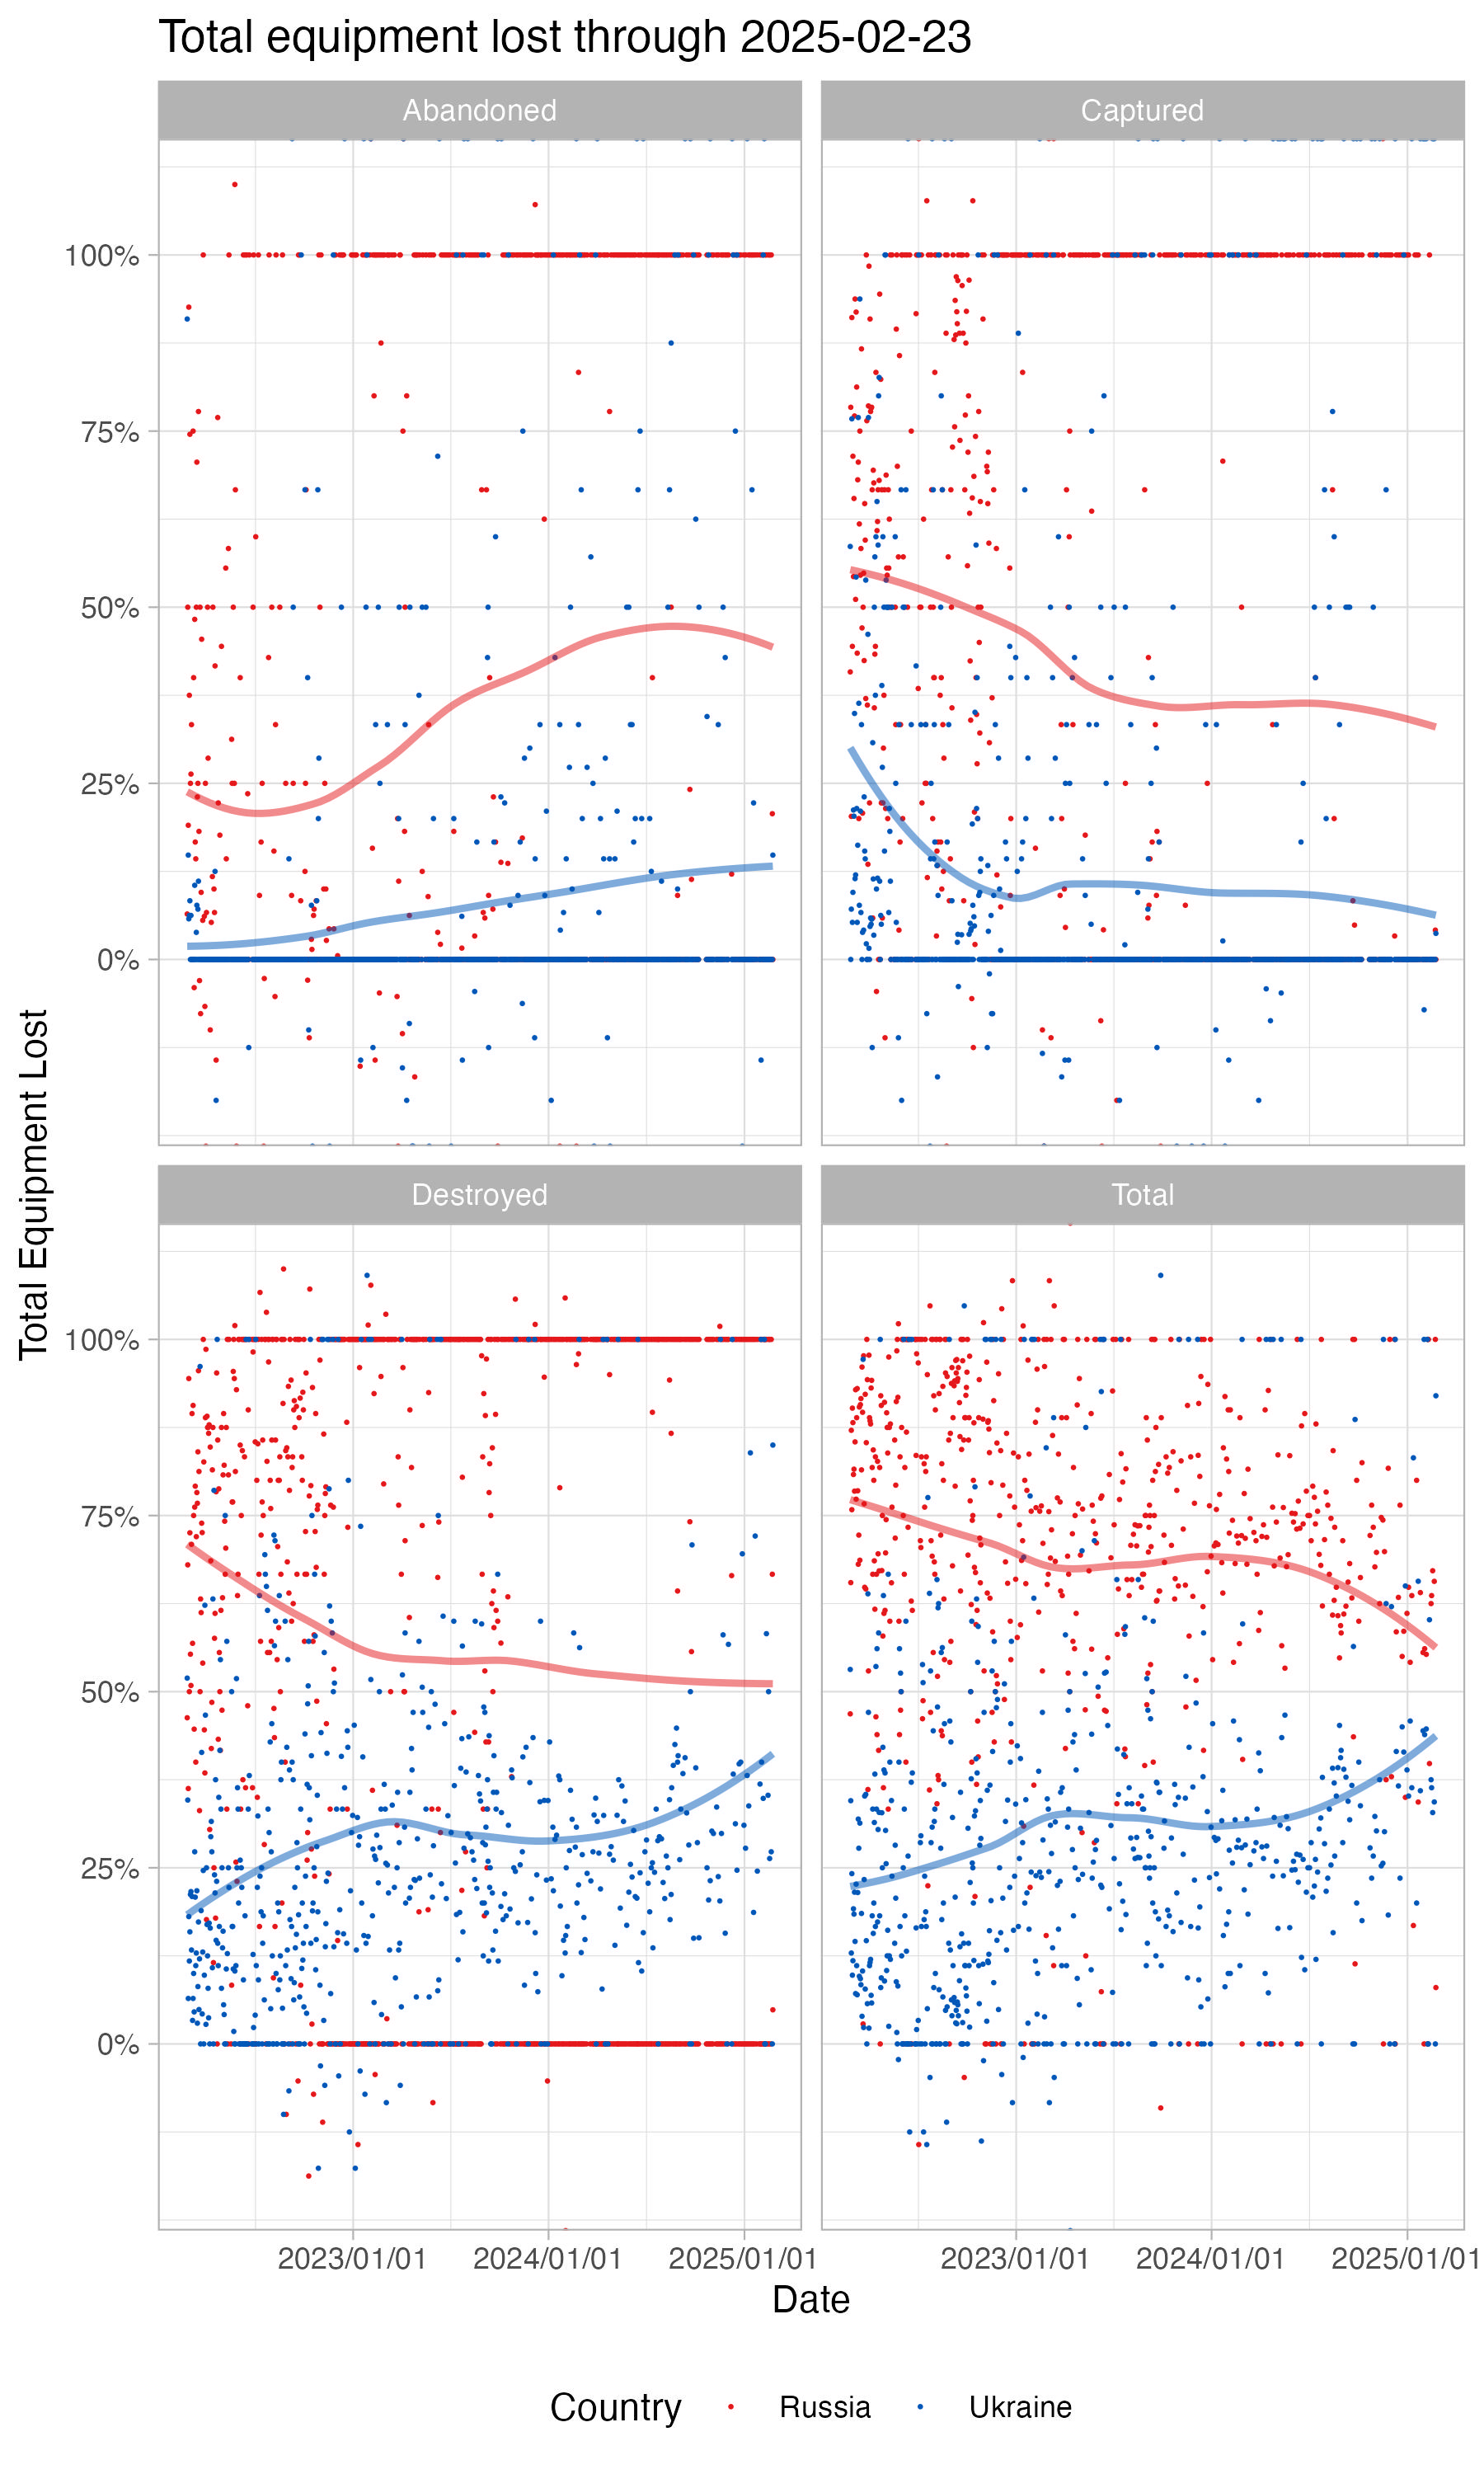 Total equipment lost through 2025-02-23
Abandoned
Captured
100%
75%
50%
25%
0%
Total Equipment Lost
Destroyed
Total
100%
75%
50%
25%
0%
2023/01/01
2024/01/01
2025/01/01
2023/01/01
2024/01/01
2025/01/01
Date
Country
Russia
Ukraine